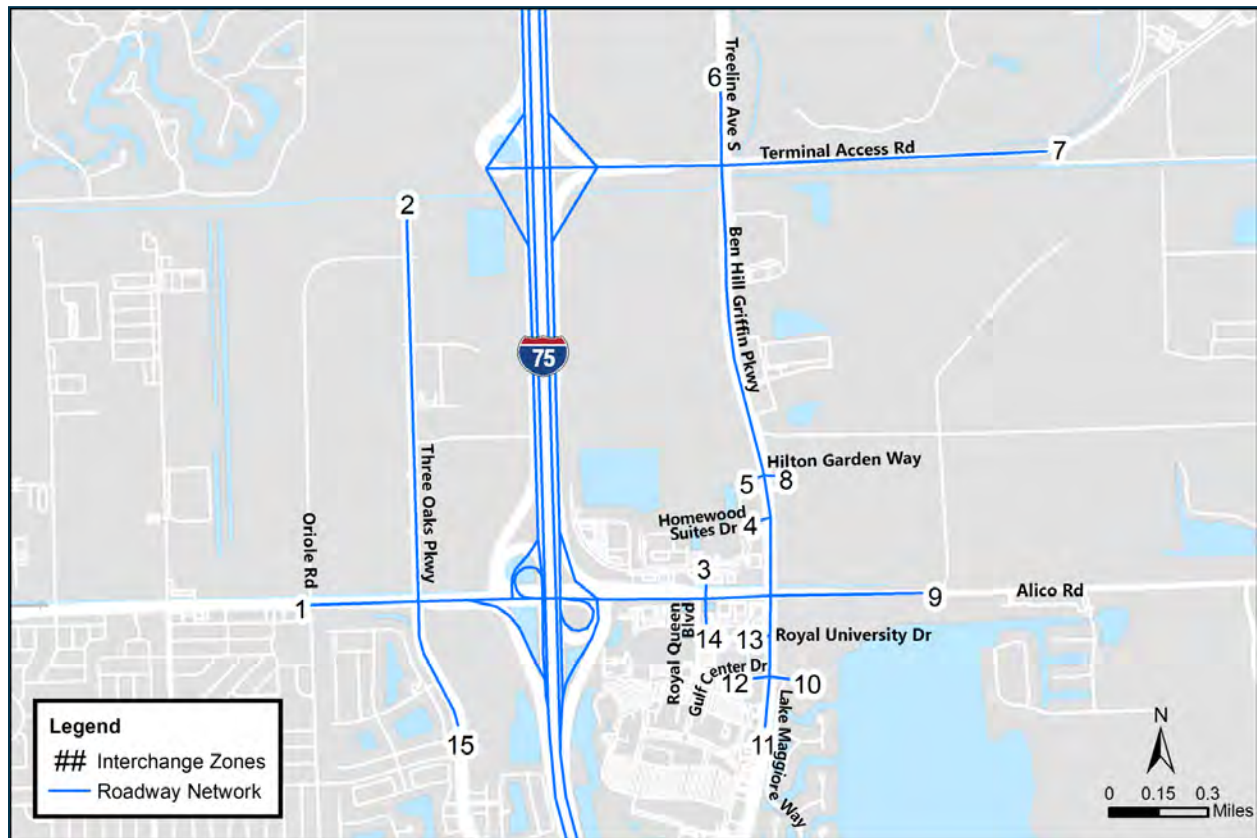 6
Treeline Ave S
Terminal Access Rd
7
2
Ben Hill Griffin Pkwy
75
Three Oaks Pkwy
Hilton Garden Way
5
8
Homewood
Suites Dr
4
Oriole Rd
3
1
9
Alico Rd
Royal Queen
Blvd
14
13
Royal University Dr
Gulf Center Dr
12
10
Lake Maggiore Way
11
15
Legend
## Interchange Zones
Roadway Network
N
0 0.15 0.3
Miles